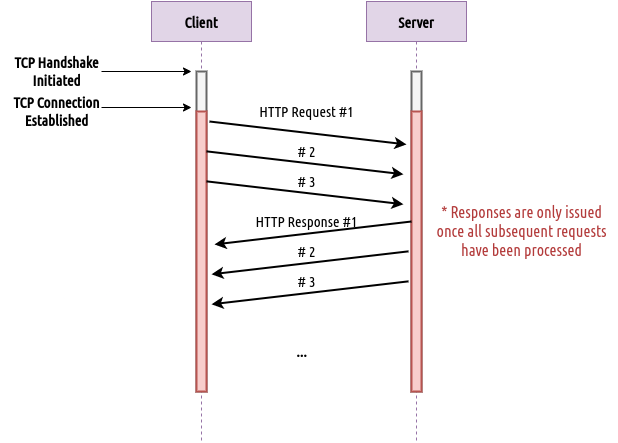 Client
Server
TCP Handshake
Initiated
TCP Connection
Established
HTTP Request #1
# 2
# 3
HTTP Response #1
# 2
# 3
* Responses are only issued
once all subsequent requests
have been processed
...